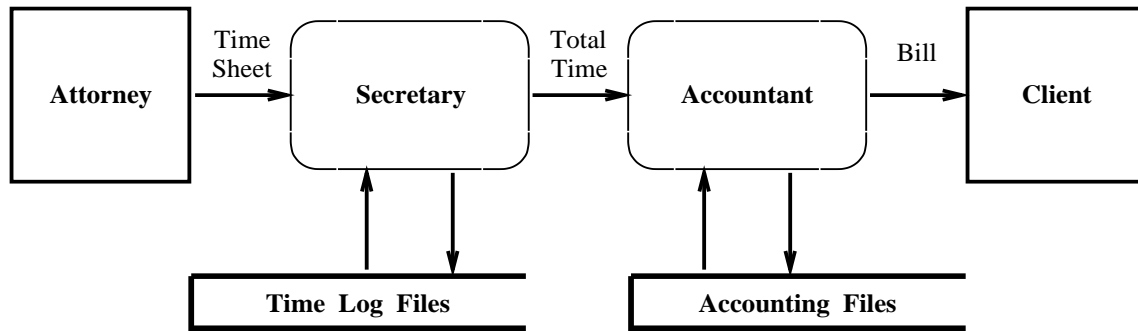 Attorney
Time
Sheet
Secretary
Total
Time
Accountant
Bill
Client
Time Log Files
Accounting Files